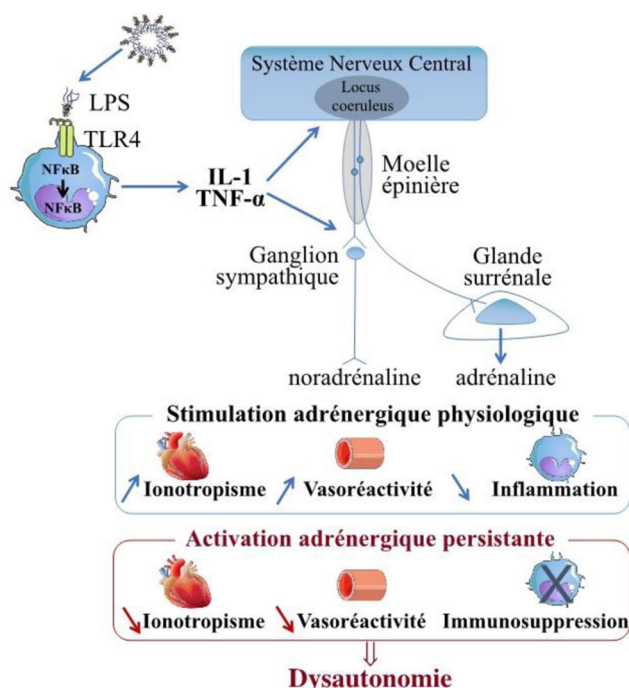 Système Nerveux Central
Locus
coeruleus
LPS
TLR4
NFκB
NFκB
IL-1
TNF-α
Moelle
épinière
Ganglion
sympathique
Glande
surrénale
noradrénaline
adrénaline
Stimulation adrénergique physiologique
Ionotropisme
Vasoréactivité
Inflammation
Activation adrénergique persistante
Ionotropisme
Vasoréactivité
Immunosuppression
Dysautonomie